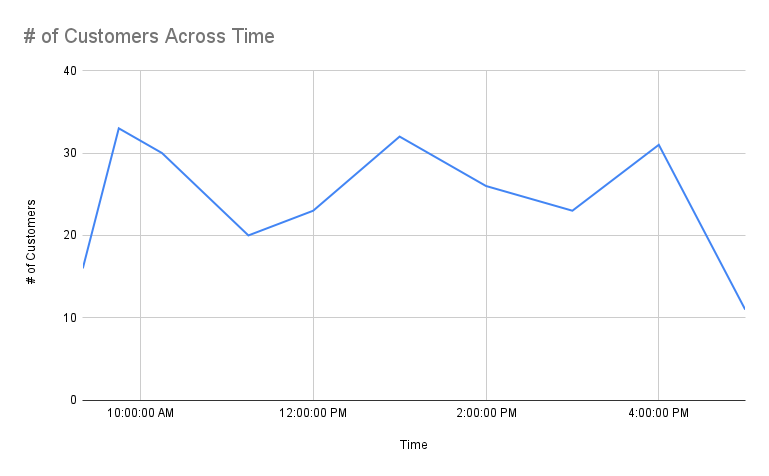 # of Customers Across Time
40
30
20
10
0
# of Customers
10:00:00 AM
12:00:00 PM
2:00:00 PM
4:00:00 PM
Time